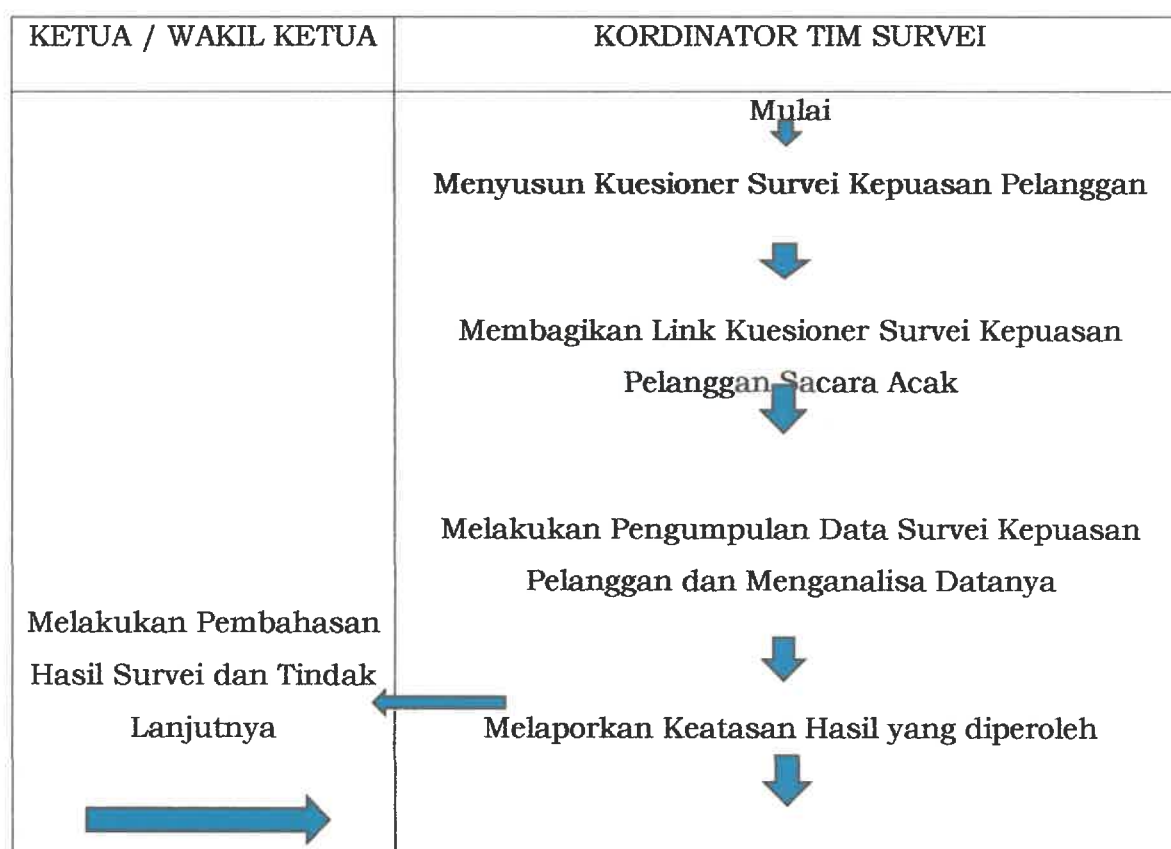 KETUA / WAKIL KETUA
KORDINATOR TIM SURVEI
Mulai
Menyusun Kuesioner Survei Kepuasan Pelanggan
Membagikan Link Kuesioner Survei Kepuasan
Pelanggan Sacara Acak
Melakukan Pengumpulan Data Survei Kepuasan
Pelanggan dan Menganalisa Datanya
Melakukan Pembahasan
Hasil Survei dan Tindak
Lanjutnya
Melaporkan Keatasan Hasil yang diperoleh